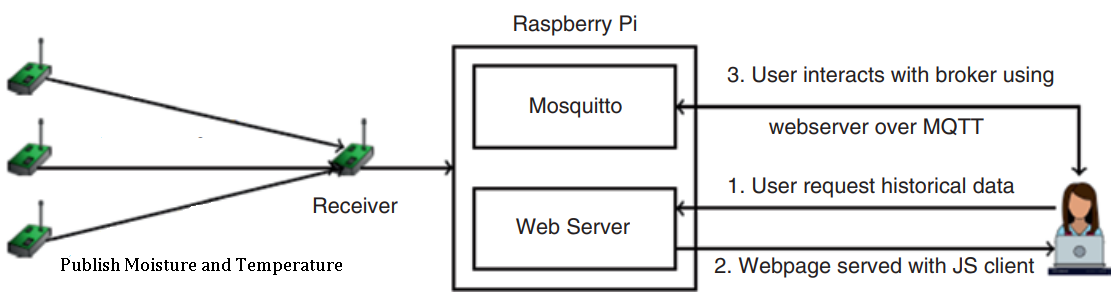 Raspberry Pi
Mosquitto
3. User interacts with broker using
webserver over MQTT
1. User request historical data
Receiver
Web Server
Publish Moisture and Temperature
2. Webpage served with JS client